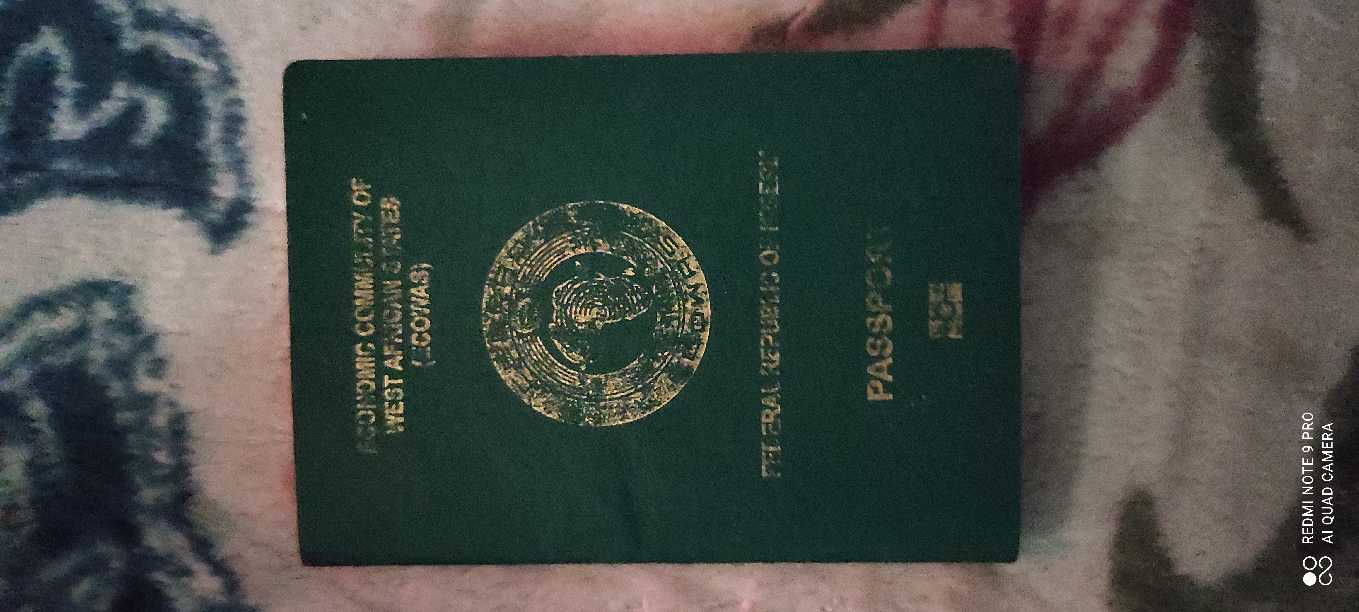 ECONOMIC COMMUNITY OF
WEST AFRICAN STATES
(ECOWAS)
ECOWAS
FEDERAL REPUBLIC OF NIGERIA
PASSPORT
REDMI NOTE 9 PRO
AI QUAD CAMERA